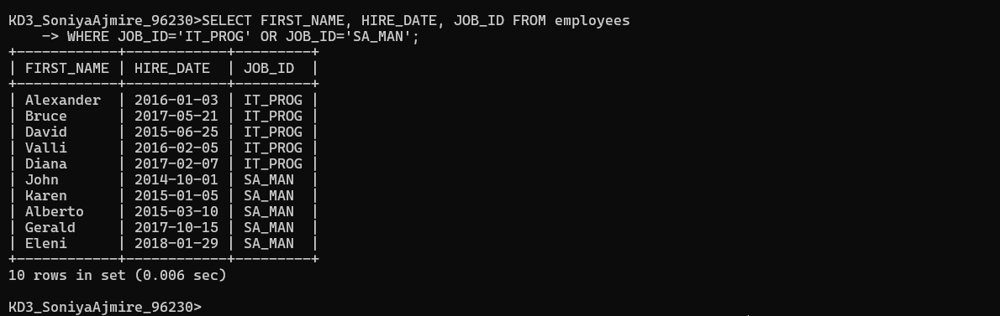 KD3_SoniyaAjmire_96230>SELECT FIRST_NAME, HIRE_DATE, JOB_ID FROM employees
    -> WHERE JOB_ID='IT_PROG' OR JOB_ID='SA_MAN';
+------------+------------+---------+
| FIRST_NAME | HIRE_DATE  | JOB_ID  |
+------------+------------+---------+
| Alexander  | 2016-01-03 | IT_PROG |
| Bruce      | 2017-05-21 | IT_PROG |
| David      | 2015-06-25 | IT_PROG |
| Valli      | 2016-02-05 | IT_PROG |
| Diana      | 2017-02-07 | IT_PROG |
| John       | 2014-10-01 | SA_MAN  |
| Karen      | 2015-01-05 | SA_MAN  |
| Alberto    | 2015-03-10 | SA_MAN  |
| Gerald     | 2017-10-15 | SA_MAN  |
| Eleni      | 2018-01-29 | SA_MAN  |
+------------+------------+---------+
10 rows in set (0.006 sec)
KD3_SoniyaAjmire_96230>